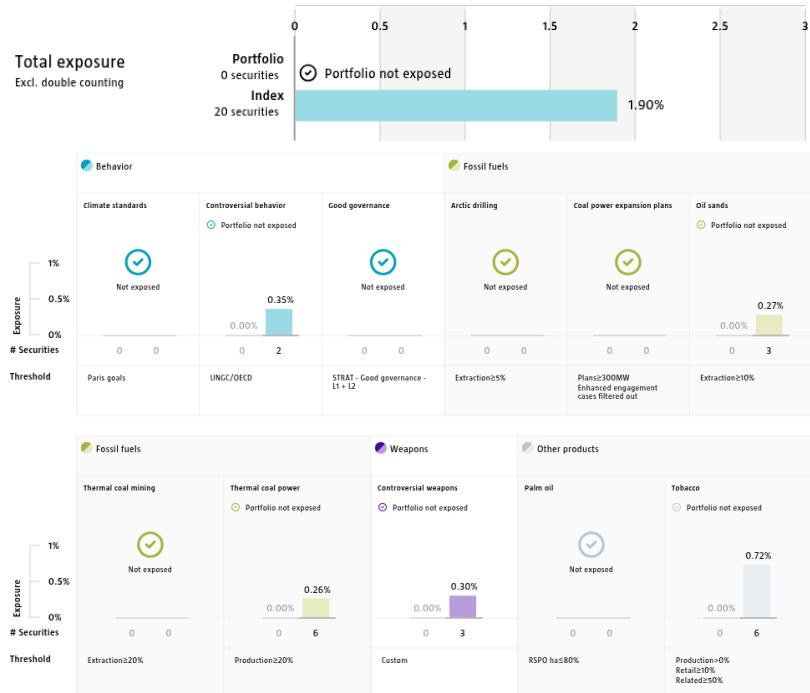 0 0.5 1 1.5 2 2.5 3
Total exposure
Excl. double counting
Portfolio
0 securities
Portfolio not exposed
Index
20 securities
1.90%
Behavior
Fossil fuels
Climate standards
Controversial behavior
Good governance
Arctic drilling
Coal power expansion plans
Oil sands
Portfolio not exposed
Portfolio not exposed
Exposure
1%
0.5%
0%
Not exposed
Not exposed
Not exposed
Not exposed
0.00% 0.35%
0.00% 0.27%
# Securities
0 0
0 2
0 0
0 0
0 0
0 3
Threshold
Paris goals
UNGC/OECD
STRAT - Good governance -
L1 + L2
Extraction≥5%
Plans≥300MW
Enhanced engagement
cases filtered out
Extraction≥10%
Fossil fuels
Weapons
Other products
Thermal coal mining
Thermal coal power
Controversial weapons
Palm oil
Tobacco
Portfolio not exposed
Portfolio not exposed
Portfolio not exposed
Exposure
1%
0.5%
0%
Not exposed
Not exposed
0.00% 0.26%
0.00% 0.30%
0.00% 0.72%
# Securities
0 0
0 6
0 3
0 0
0 6
Threshold
Extraction≥20%
Production≥20%
Custom
RSPO ha≤80%
Production>0%
Retail≥10%
Related≥50%